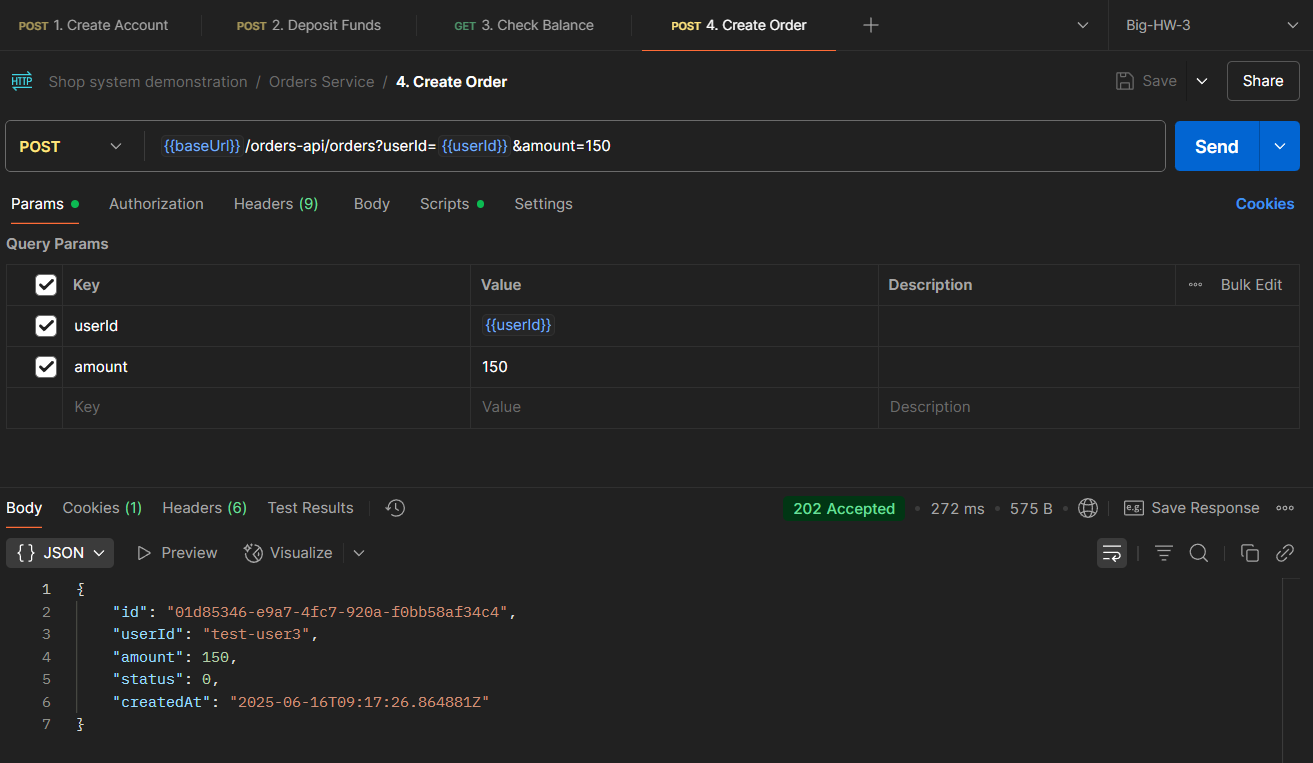 POST 1. Create Account POST 2. Deposit Funds GET 3. Check Balance POST 4. Create Order Big-HW-3
HTTP Shop system demonstration / Orders Service / 4. Create Order Save Share
POST {{baseUrl}} /orders-api/orders?userId= {{userId}} &amount=150 Send
Params Authorization Headers (9) Body Scripts Settings Cookies
Query Params
Key Value Description Bulk Edit
userId {{userId}}
amount 150
Key Value Description
Body Cookies (1) Headers (6) Test Results 202 Accepted 272 ms 575 B e.g. Save Response
{} JSON Preview Visualize
1 {
2 "id": "01d85346-e9a7-4fc7-920a-f0bb58af34c4",
3 "userId": "test-user3",
4 "amount": 150,
5 "status": 0,
6 "createdAt": "2025-06-16T09:17:26.864881Z"
7 }